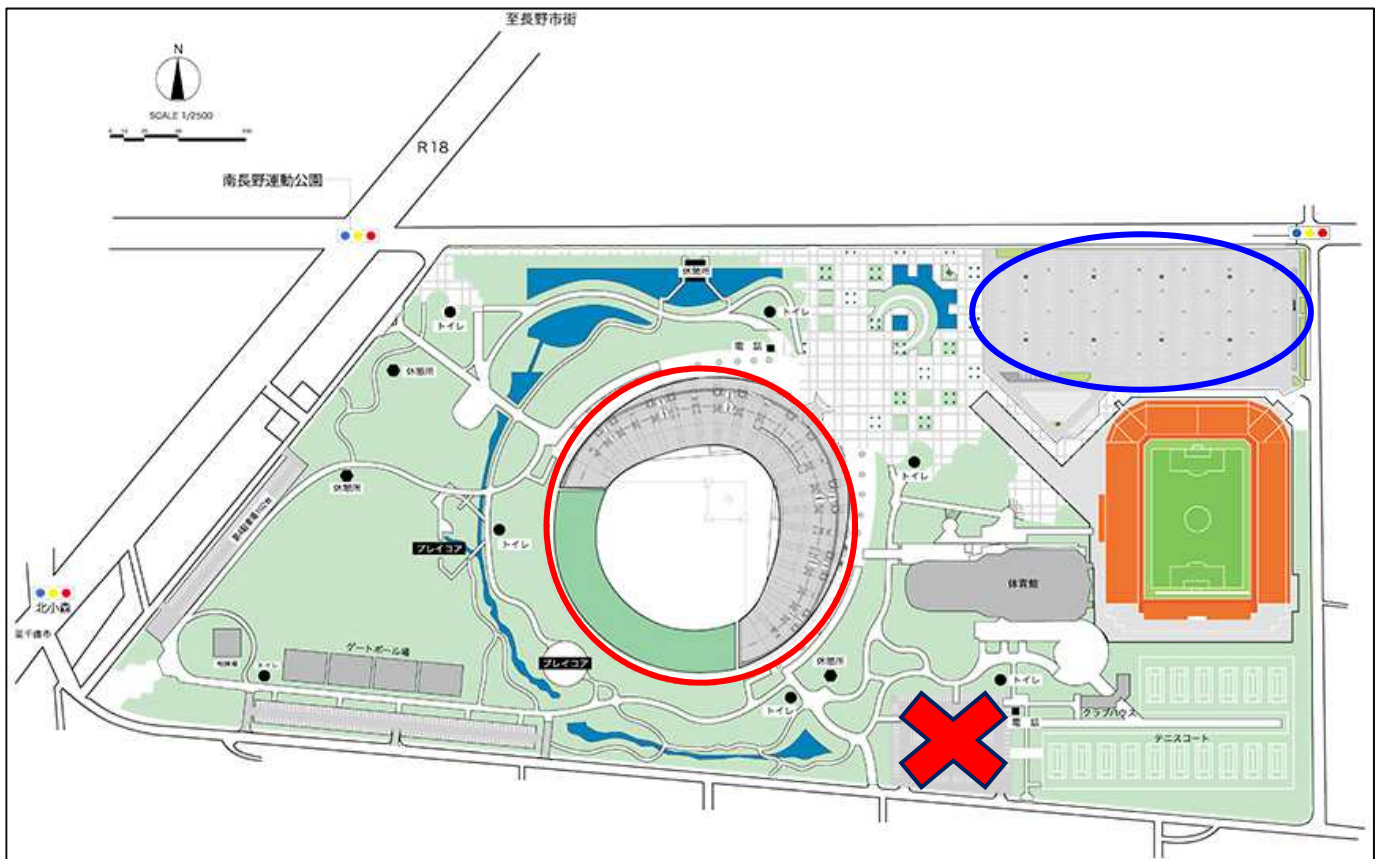 至長野市街
N
SCALE 1/2500
R18
南長野運動公園
休憩所
トイレ
トイレ
電話
休憩所
トイレ
休憩所
プレイコア
トイレ
体育館
北小森
至千曲市
ゲートボール場
プレイコア
休憩所
トイレ
トイレ
トイレ
電話
クラブハウス
テニスコート